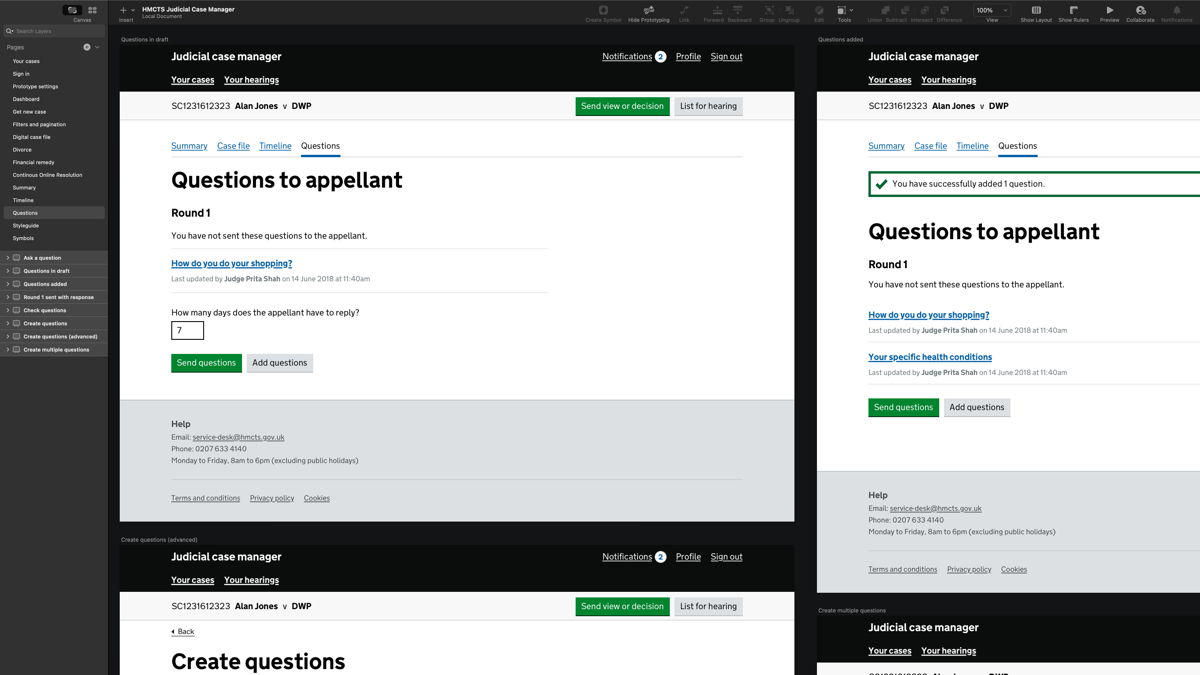 HMCTS Judicial Case Manager
Local Document
Canvas
Insert
Create Symbol
Hide Prototyping
Link
Forward
Backward
Group
Ungroup
Edit
Tools
Union
Subtract
Intersect
Difference
100%
View
Show Layout
Show Rulers
Preview
Collaborate
Notifications
Search Layers
Pages
Your cases
Sign in
Prototype settings
Dashboard
Get new case
Filters and pagination
Digital case file
Divorce
Financial remedy
Continous Online Resolution
Summary
Timeline
Questions
Styleguide
Symbols
Ask a question
Questions in draft
Questions added
Round 1 sent with response
Check questions
Create questions
Create questions (advanced)
Create multiple questions
Questions in draft
Judicial case manager
Notifications 2 Profile Sign out
Your cases Your hearings
SC1231612323 Alan Jones v DWP
Send view or decision List for hearing
Summary Case file Timeline Questions
Questions to appellant
Round 1
You have not sent these questions to the appellant.
How do you do your shopping?
Last updated by Judge Prita Shah on 14 June 2018 at 11:40am
How many days does the appellant have to reply?
7
Send questions Add questions
Help
Email: service-desk@hmcts.gov.uk
Phone: 0207 633 4140
Monday to Friday, 8am to 6pm (excluding public holidays)
Terms and conditions Privacy policy Cookies
Create questions (advanced)
Judicial case manager
Notifications 2 Profile Sign out
Your cases Your hearings
SC1231612323 Alan Jones v DWP
Send view or decision List for hearing
Back
Create questions
Questions added
Judicial case manager
Your cases Your hearings
SC1231612323 Alan Jones v DWP
Summary Case file Timeline Questions
You have successfully added 1 question.
Questions to appellant
Round 1
You have not sent these questions to the appellant.
How do you do your shopping?
Last updated by Judge Prita Shah on 14 June 2018 at 11:40am
Your specific health conditions
Last updated by Judge Prita Shah on 14 June 2018 at 11:40am
Send questions Add questions
Help
Email: service-desk@hmcts.gov.uk
Phone: 0207 633 4140
Monday to Friday, 8am to 6pm (excluding public holidays)
Terms and conditions Privacy policy Cookies
Create multiple questions
Judicial case manager
Your cases Your hearings